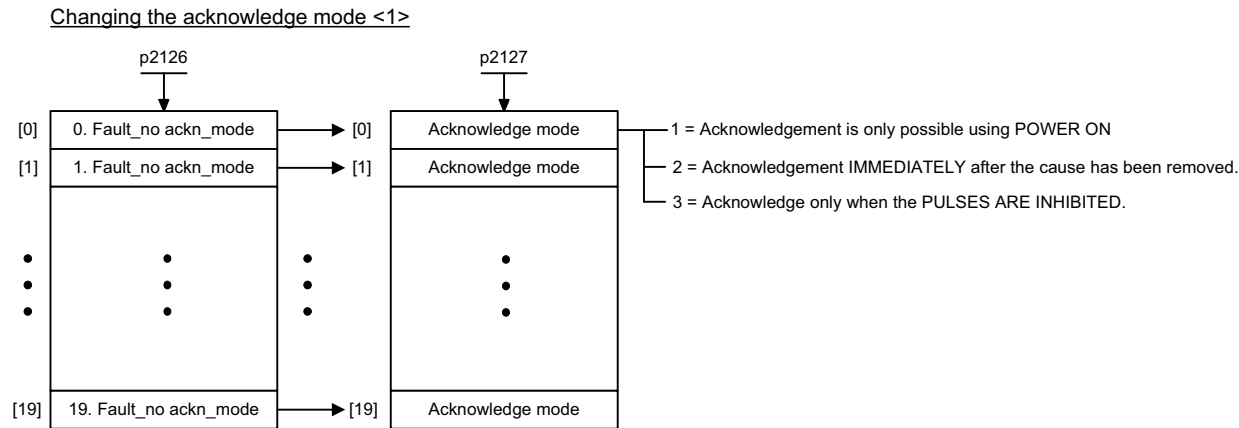 Changing the acknowledge mode <1>
p2126 p2127
[0] 0. Fault_no ackn_mode [0] Acknowledge mode 1 = Acknowledgement is only possible using POWER ON
[1] 1. Fault_no ackn_mode [1] Acknowledge mode 2 = Acknowledgement IMMEDIATELY after the cause has been removed.
3 = Acknowledge only when the PULSES ARE INHIBITED.
[19] 19. Fault_no ackn_mode [19] Acknowledge mode